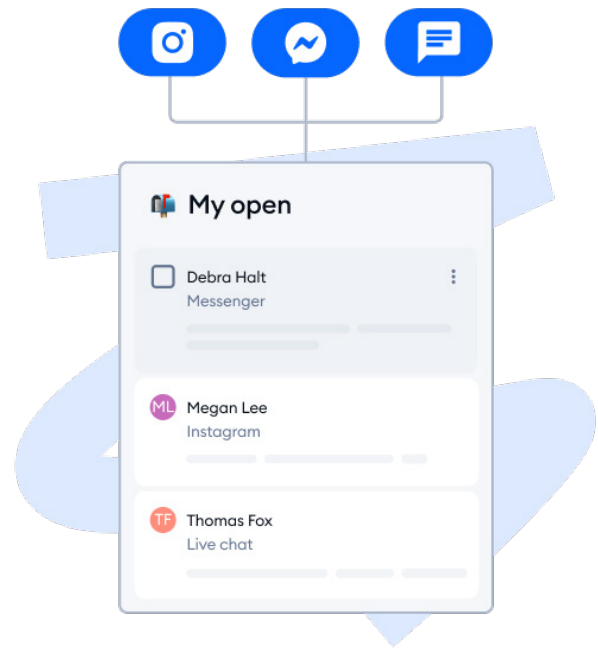 My open
Debra Halt
Messenger
ML
Megan Lee
Instagram
TF
Thomas Fox
Live chat